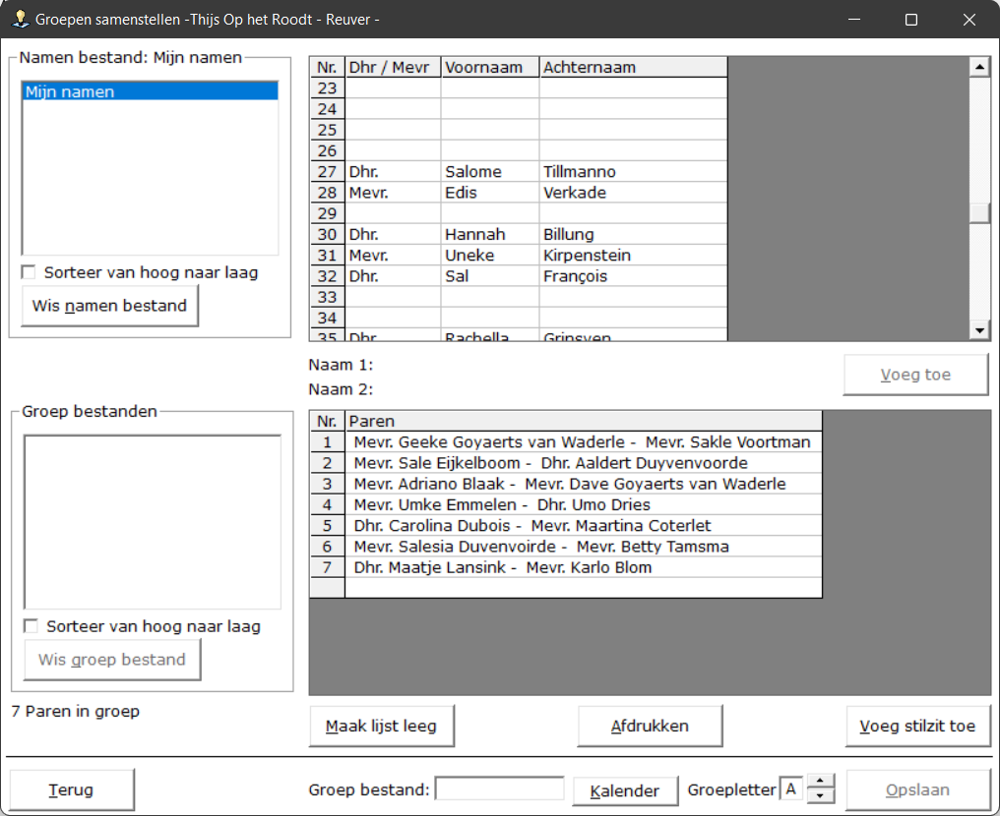 Groepen samenstellen -Thijs Op het Roodt - Reuver -
Namen bestand: Mijn namen
Mijn namen
Sorteer van hoog naar laag
Wis namen bestand
Nr. Dhr / Mevr Voornaam Achternaam
23
24
25
26
27 Dhr. Salome Tillmanno
28 Mevr. Edis Verkade
29
30 Dhr. Hannah Billung
31 Mevr. Uneke Kirpenstein
32 Dhr. Sal François
33
34
35 Dhr. Rachella Grinsven
Naam 1:
Naam 2:
Voeg toe
Groep bestanden
Sorteer van hoog naar laag
Wis groep bestand
7 Paren in groep
Nr. Paren
1 Mevr. Geeke Goyaerts van Waderle - Mevr. Sakle Voortman
2 Mevr. Sale Eijkelboom - Dhr. Aaldert Duyvenvoorde
3 Mevr. Adriano Blaak - Mevr. Dave Goyaerts van Waderle
4 Mevr. Umke Emmelen - Dhr. Umo Dries
5 Dhr. Carolina Dubois - Mevr. Maartina Coterlet
6 Mevr. Salesia Duvenvoirde - Mevr. Betty Tamsma
7 Dhr. Maatje Lansink - Mevr. Karlo Blom
Maak lijst leeg
Afdrukken
Voeg stilzit toe
Terug
Groep bestand:
Kalender
Groepletter A
Opslaan